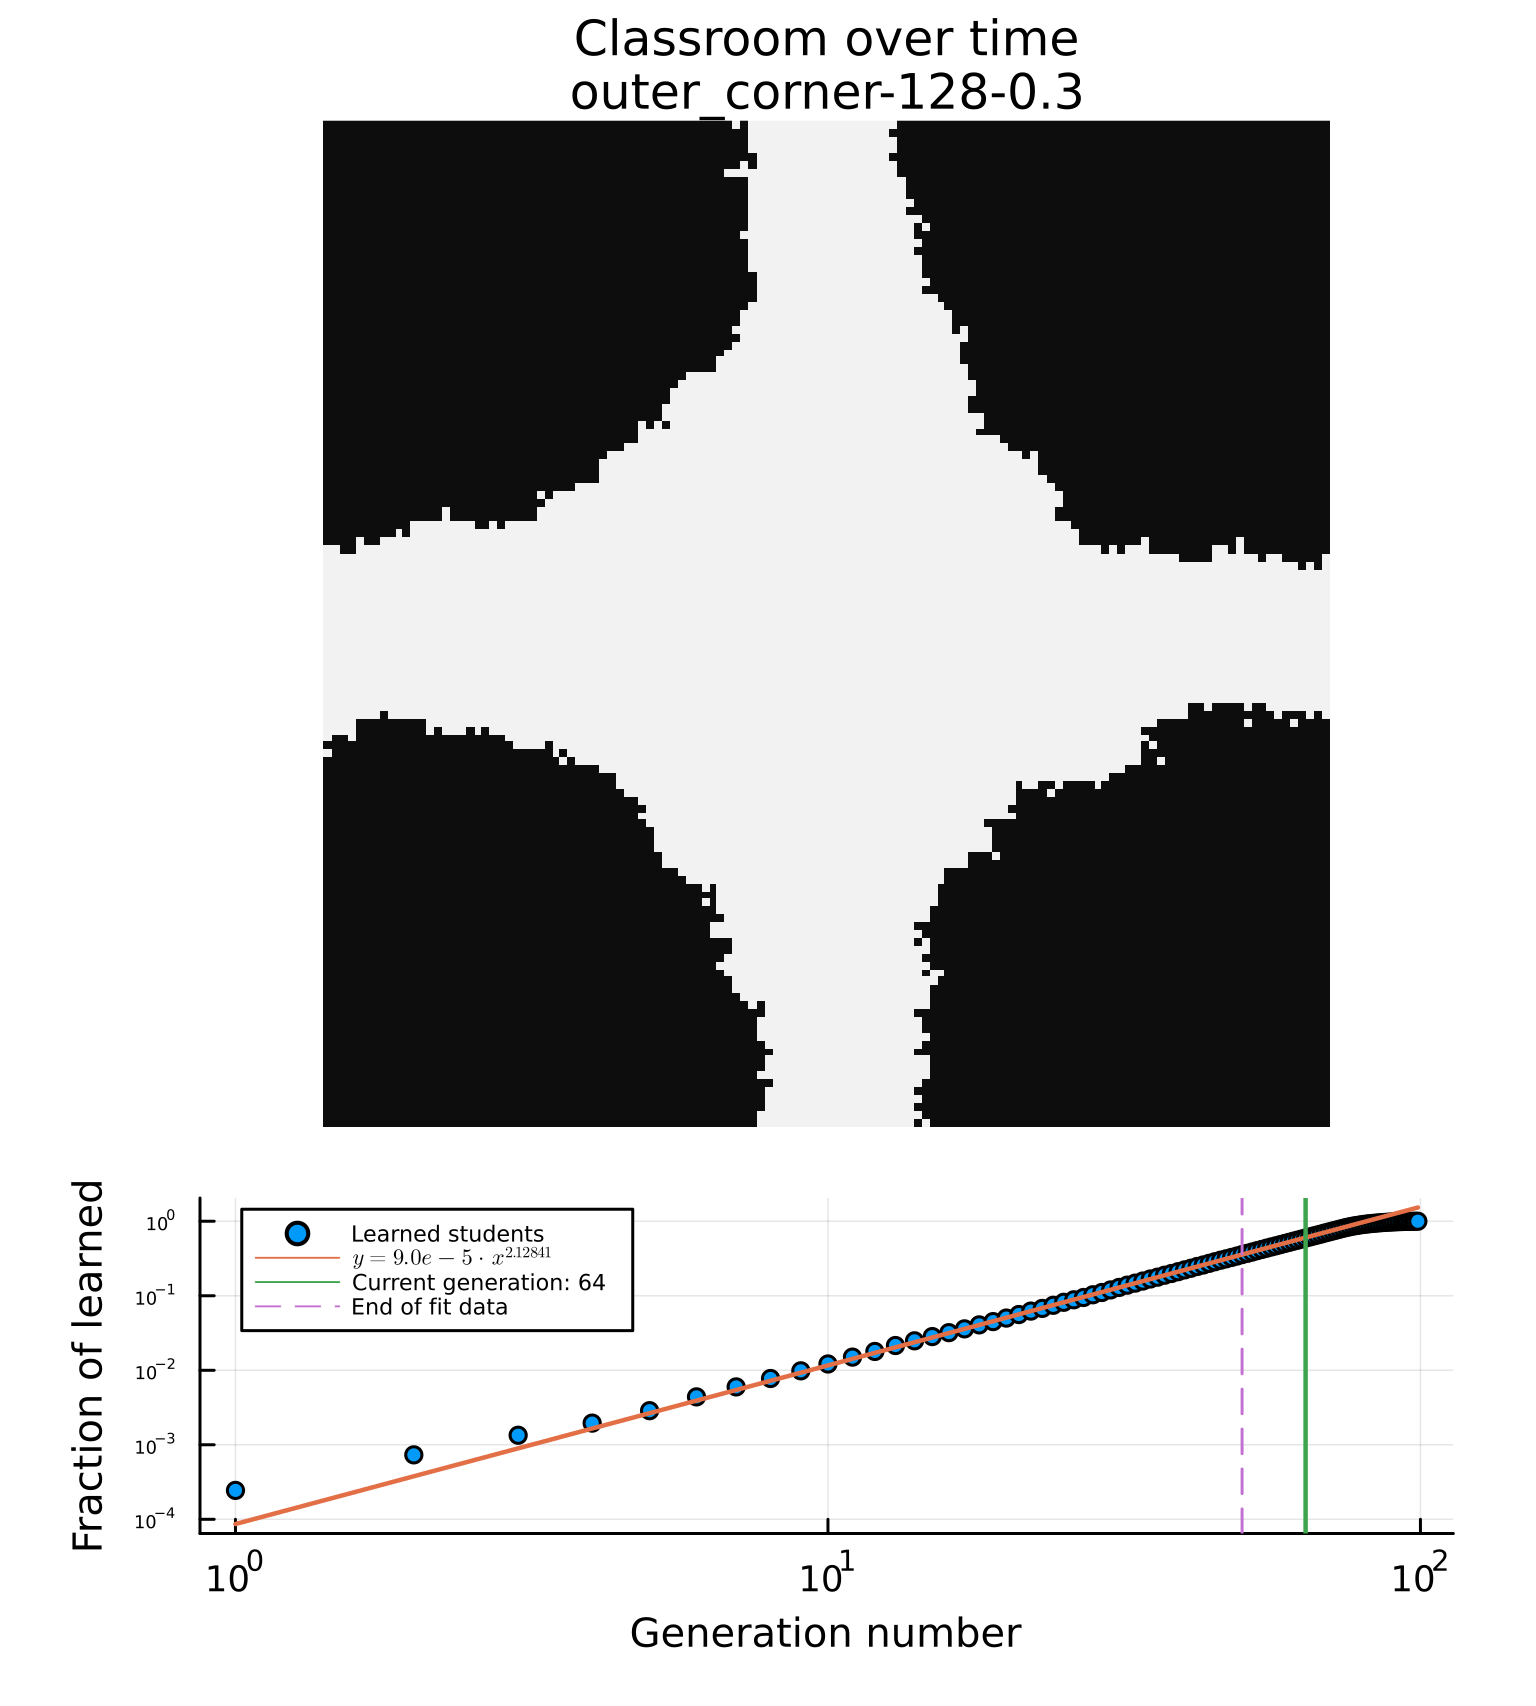 Classroom over time
outer_corner-128-0.3
Fraction of learned
10^0
10^-1
10^-2
10^-3
10^-4
Learned students
y = 9.0e − 5 · x^2.12841
Current generation: 64
End of fit data
10^0
10^1
10^2
Generation number